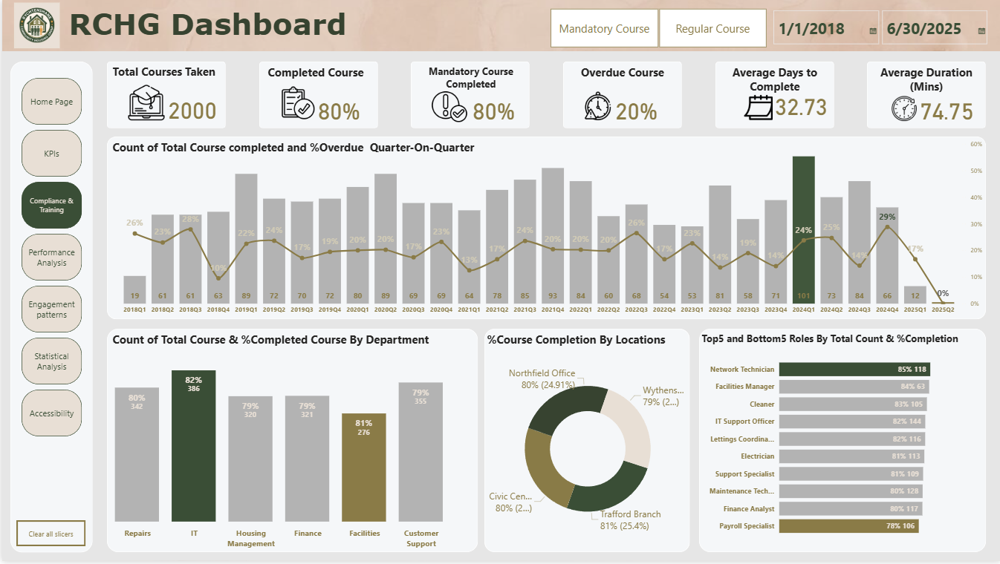 RCHG Dashboard
Mandatory Course
Regular Course
1/1/2018
6/30/2025
Home Page
KPIs
Compliance &
Training
Performance
Analysis
Engagement
patterns
Statistical
Analysis
Accessibility
Clear all slicers
Total Courses Taken
2000
Completed Course
80%
Mandatory Course
Completed
80%
Overdue Course
20%
Average Days to
Complete
32.73
Average Duration
(Mins)
74.75
Count of Total Course completed and %Overdue Quarter-On-Quarter
60%
50%
40%
30%
20%
10%
0%
26% 23% 28% 10% 22% 24% 17% 19% 20% 20% 17% 23% 13% 17% 24% 20% 20% 20% 26% 17% 23% 14% 19% 14% 24% 25% 14% 29% 17% 0%
19 61 61 63 89 72 70 72 80 89 69 69 64 78 85 93 84 60 68 54 53 81 58 71 101 73 84 66 12
2018Q1 2018Q2 2018Q3 2018Q4 2019Q1 2019Q2 2019Q3 2019Q4 2020Q1 2020Q2 2020Q3 2020Q4 2021Q1 2021Q2 2021Q3 2021Q4 2022Q1 2022Q2 2022Q3 2022Q4 2023Q1 2023Q2 2023Q3 2023Q4 2024Q1 2024Q2 2024Q3 2024Q4 2025Q1 2025Q2
Count of Total Course & %Completed Course By Department
80%
342
82%
386
79%
320
79%
321
81%
276
79%
355
Repairs
IT
Housing
Management
Finance
Facilities
Customer
Support
%Course Completion By Locations
Northfield Office
80% (24.91%)
Wythens...
79% (2...)
Civic Cen...
80% (2...)
Trafford Branch
81% (25.4%)
Top5 and Bottom5 Roles By Total Count & %Completion
Network Technician 85% 118
Facilities Manager 84% 63
Cleaner 83% 105
IT Support Officer 82% 144
Lettings Coordina... 82% 116
Electrician 81% 113
Support Specialist 81% 109
Maintenance Tech... 80% 128
Finance Analyst 80% 117
Payroll Specialist 78% 106